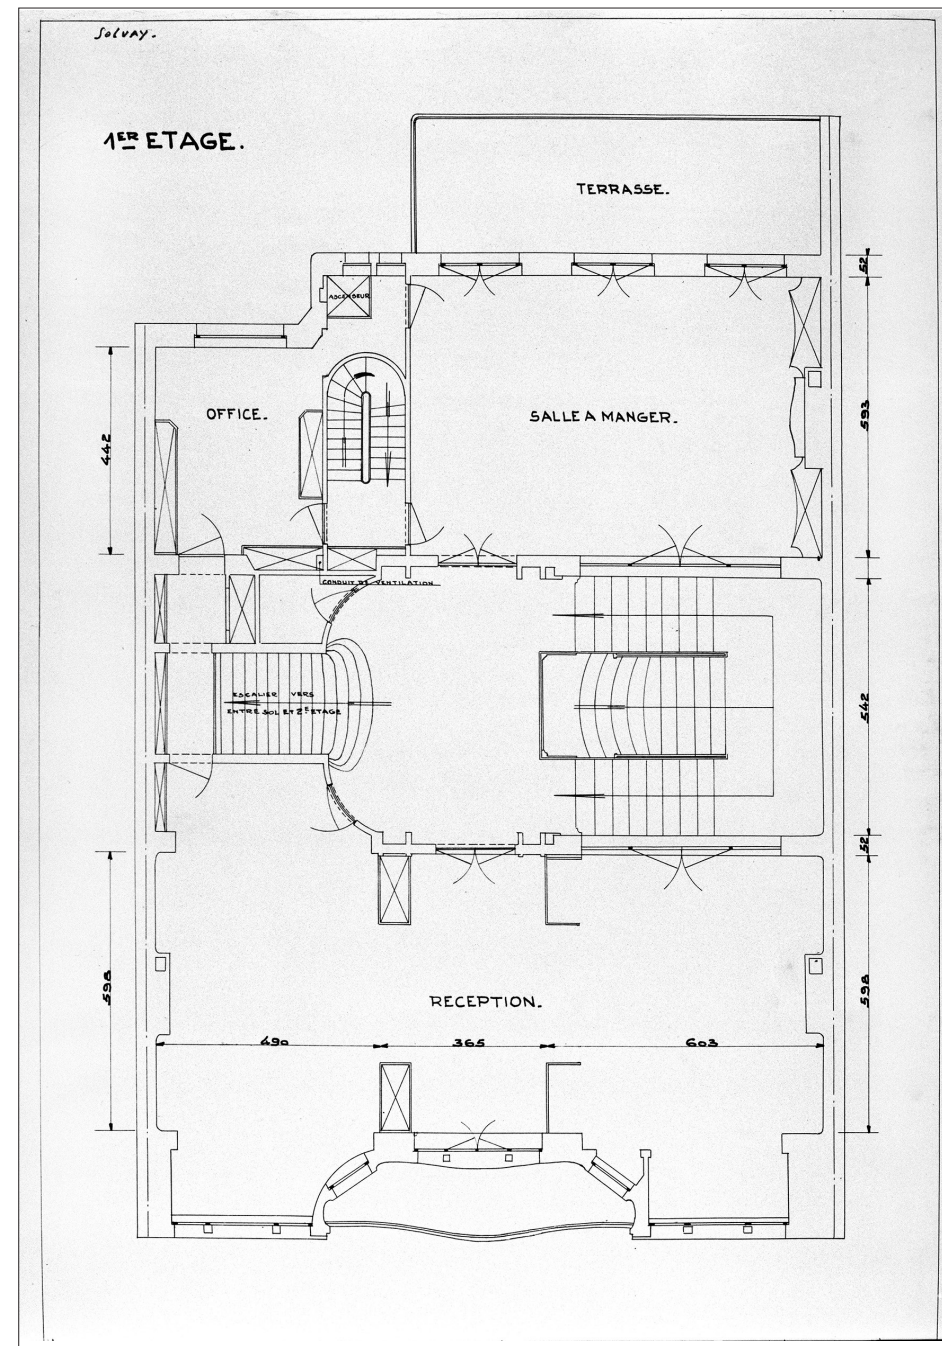 Solvay.
1ER ETAGE.
TERRASSE.
52
ASCENSEUR
OFFICE.
SALLE A MANGER.
593
442
CONDUIT DE VENTILATION
ESCALIER VERS
ENTRE SOL ET 2E ETAGE
542
52
598
RECEPTION.
598
490
365
603